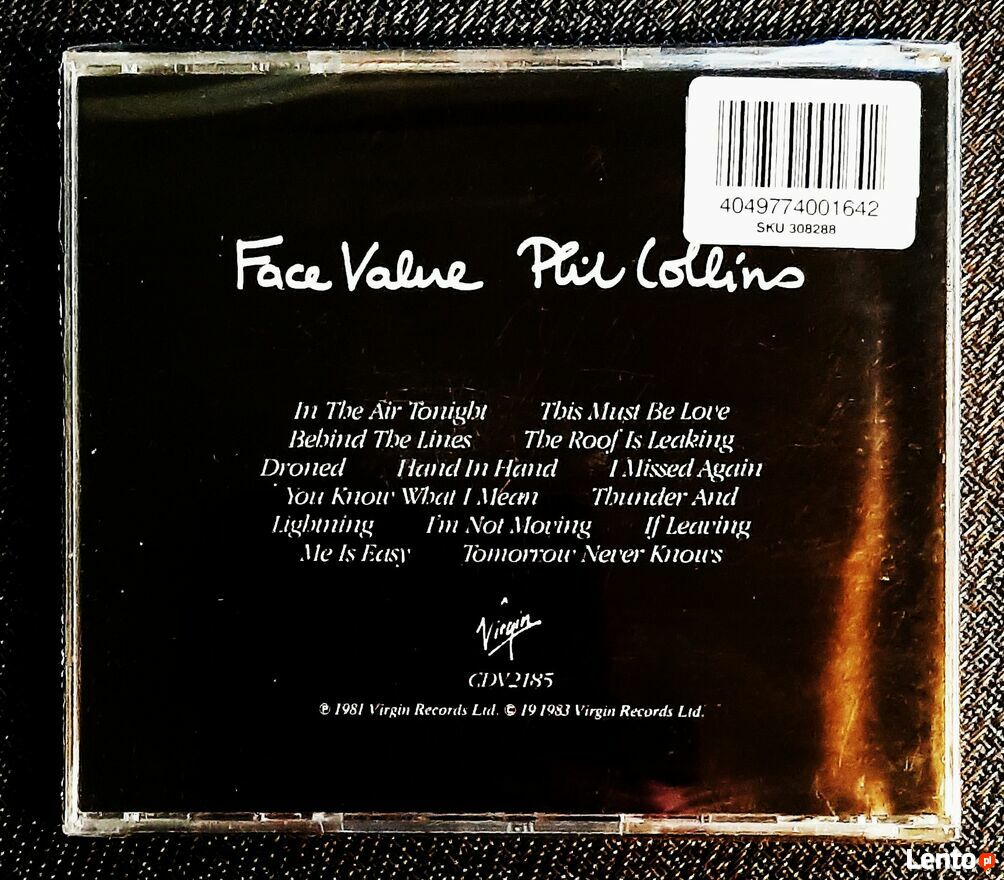 4049774001642
SKU 308288
Face Value Phil Collins
In The Air Tonight This Must Be Love
Behind The Lines The Roof Is Leaking
Droned Hand In Hand I Missed Again
You Know What I Mean Thunder And
Lightning I'm Not Moving If Leaving
Me Is Easy Tomorrow Never Knows
Virgin
CDV2185
℗ 1981 Virgin Records Ltd. © 19 1983 Virgin Records Ltd.
Lento pl